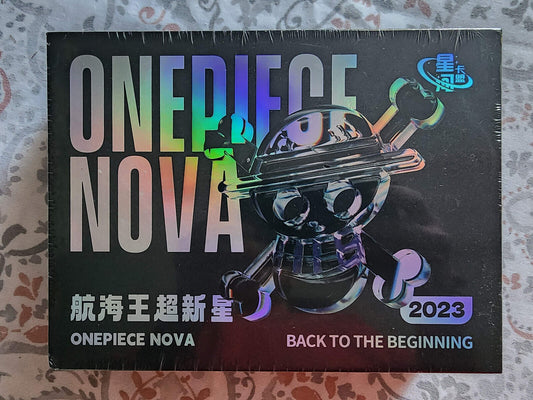 ONEPIECE
NOVA
航海王超新星
ONEPIECE NOVA
2023
BACK TO THE BEGINNING